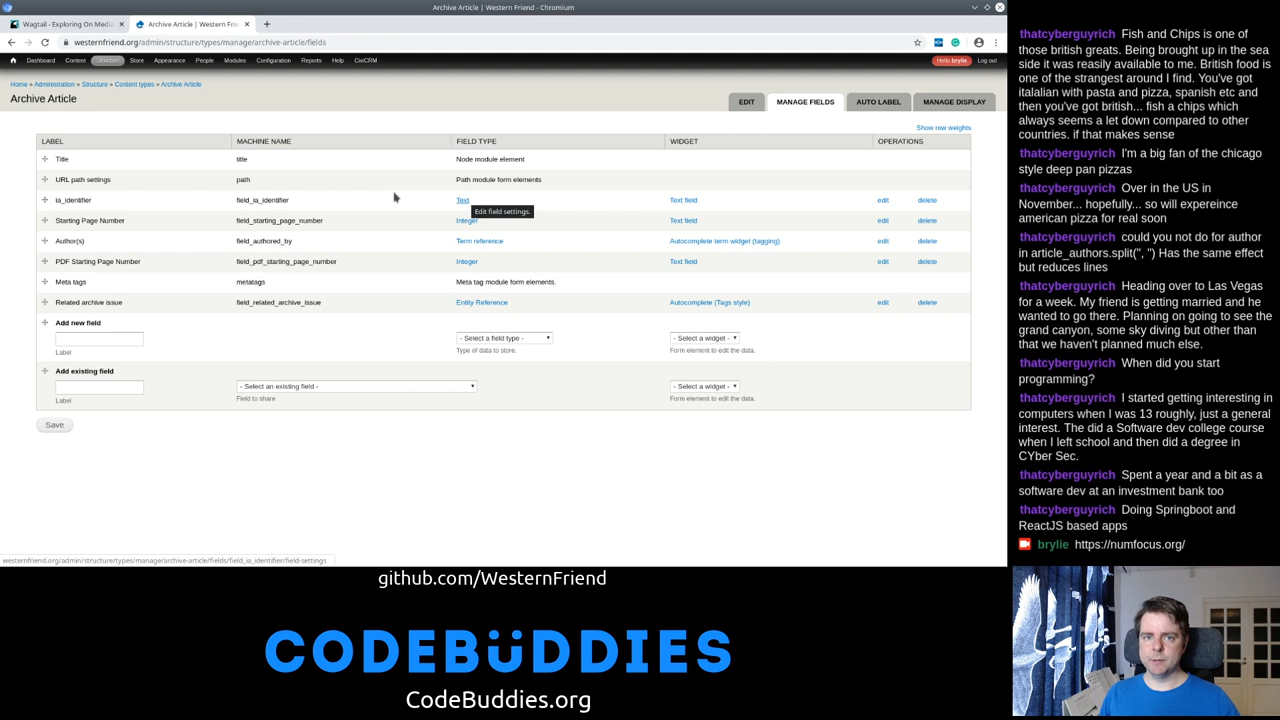 Archive Article | Western Friend - Chromium
Wagtail - Exploring On Medi
Archive Article | Western Frie
westernfriend.org/admin/structure/types/manage/archive-article/fields
Dashboard Content Structure Store Appearance People Modules Configuration Reports Help CiviCRM
Hello brylie Log out
Home » Administration » Structure » Content types » Archive Article
Archive Article
EDIT MANAGE FIELDS AUTO LABEL MANAGE DISPLAY
Show row weights
LABEL MACHINE NAME FIELD TYPE WIDGET OPERATIONS
Title title Node module element
URL path settings path Path module form elements
ia_identifier field_ia_identifier Text Text field edit delete
Edit field settings.
Starting Page Number field_starting_page_number Integer Text field edit delete
Author(s) field_authored_by Term reference Autocomplete term widget (tagging) edit delete
PDF Starting Page Number field_pdf_starting_page_number Integer Text field edit delete
Meta tags metatags Meta tag module form elements.
Related archive issue field_related_archive_issue Entity Reference Autocomplete (Tags style) edit delete
Add new field
- Select a field type - - Select a widget -
Label Type of data to store. Form element to edit the data.
Add existing field
- Select an existing field - - Select a widget -
Label Field to share Form element to edit the data.
Save
westernfriend.org/admin/structure/types/manage/archive-article/fields/field_ia_identifier/field-settings
github.com/WesternFriend
CODEBüDDIES
CodeBuddies.org
thatcyberguyrich Fish and Chips is one of
those british greats. Being brought up in the sea
side it was reasily available to me. British food is
one of the strangest around I find. You've got
italalian with pasta and pizza, spanish etc and
then you've got british... fish a chips which
always seems a let down compared to other
countries. if that makes sense
thatcyberguyrich I'm a big fan of the chicago
style deep pan pizzas
thatcyberguyrich Over in the US in
November... hopefully... so will exfereince
american pizza for real soon
thatcyberguyrich could you not do for author
in article_authors.split(", ") Has the same effect
but reduces lines
thatcyberguyrich Heading over to Las Vegas
for a week. My friend is getting married and he
wanted to go there. Planning on going to see the
grand canyon, some sky diving but other than
that we haven't planned much else.
thatcyberguyrich When did you start
programming?
thatcyberguyrich I started getting interesting in
computers when I was 13 roughly, just a general
interest. The did a Software dev college course
when I left school and then did a degree in
CYber Sec.
thatcyberguyrich Spent a year and a bit as a
software dev at an investment bank too
thatcyberguyrich Doing Springboot and
ReactJS based apps
brylie https://numfocus.org/